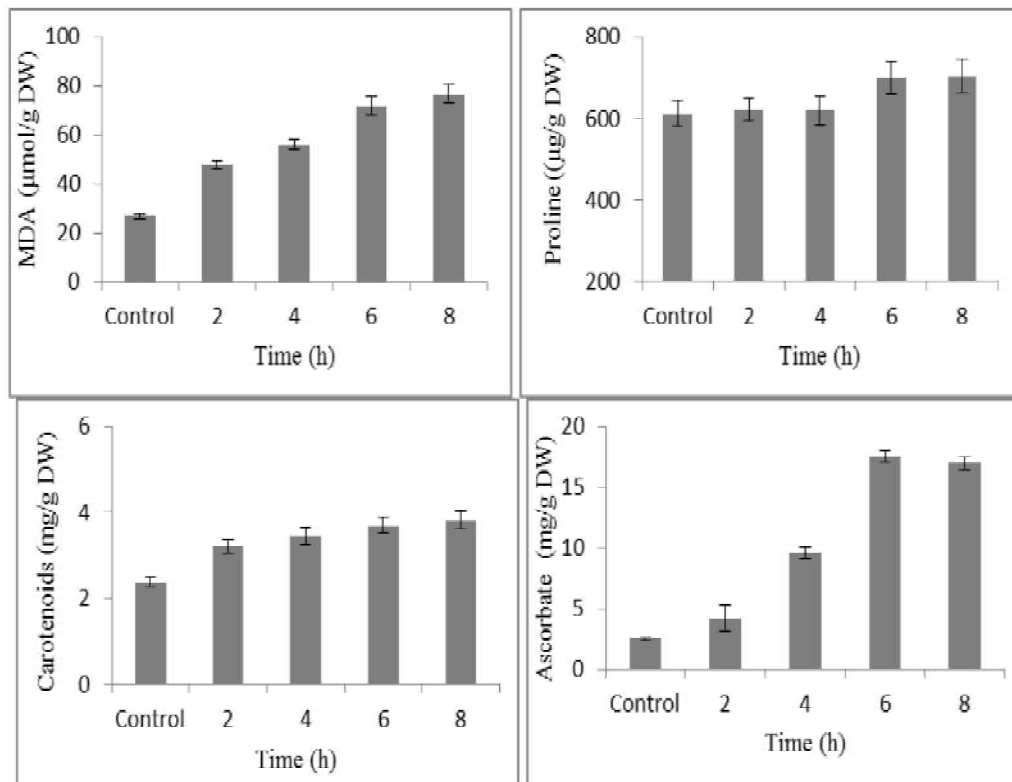 MDA (µmol/g DW)
100
80
60
40
20
0
Control 2 4 6 8
Time (h)
Proline ((µg/g DW)
800
600
400
200
Control 2 4 6 8
Time (h)
Carotenoids (mg/g DW)
6
4
2
0
Control 2 4 6 8
Time (h)
Ascorbate (mg/g DW)
20
15
10
5
0
Control 2 4 6 8
Time (h)